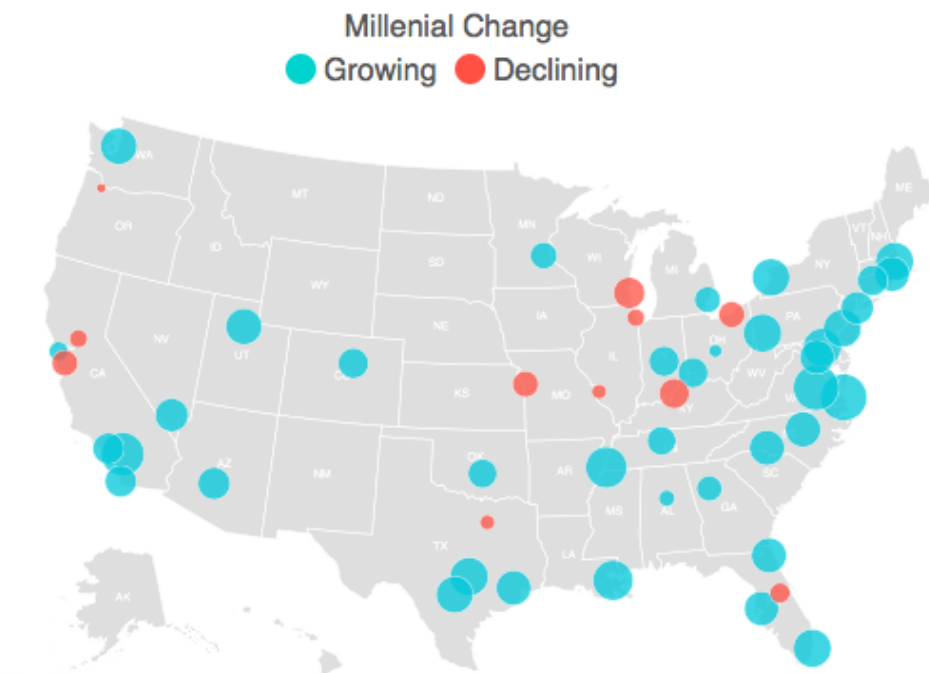 Millenial Change
Growing Declining
WA
ME
MT
ND
MN
OR
VT
NH
ID
SD
WI
MI
NY
WY
NE
IA
PA
NV
UT
OH
IL
CA
KS
MO
WV
KY
AZ
OK
NM
AR
SC
MS
AL
GA
TX
LA
AK